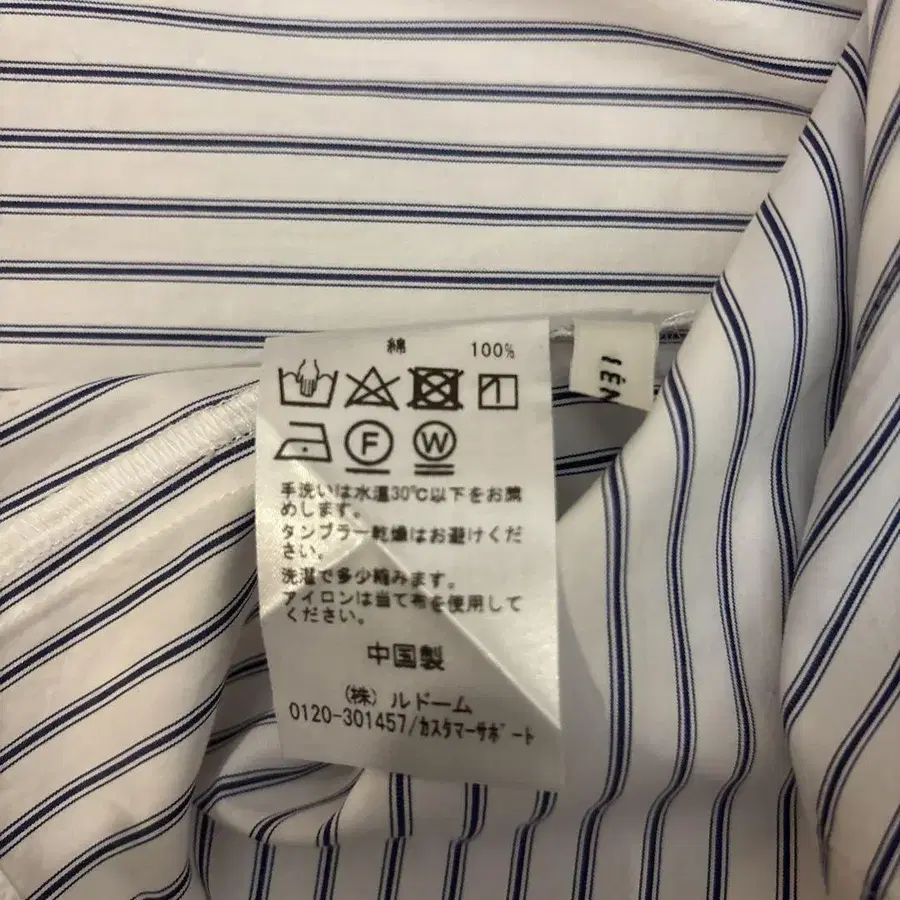 綿 100%
F W
手洗いは水温30℃以下をお薦
めします。
タンブラー乾燥はお避けくだ
さい。
洗濯で多少縮みます。
アイロンは当て布を使用して
ください。
中国製
(株)ルドーム
0120-301457/カスタマーサポート
IÈN